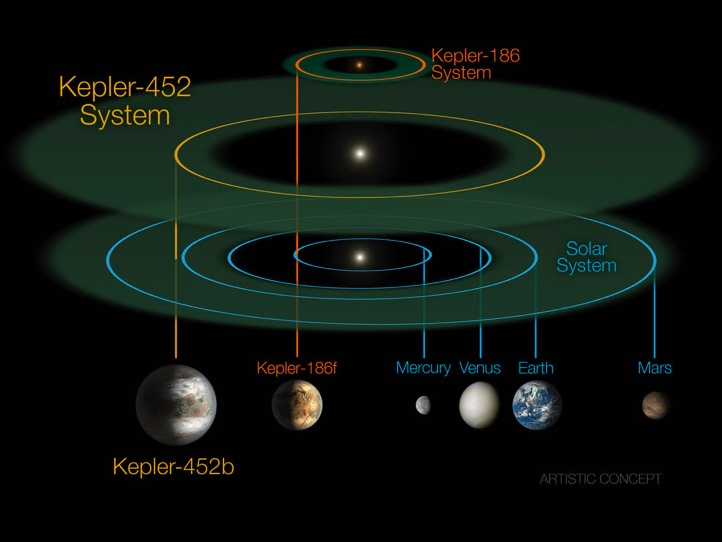 Kepler-186
System
Kepler-452
System
Solar
System
Kepler-186f
Mercury
Venus
Earth
Mars
Kepler-452b
ARTISTIC CONCEPT